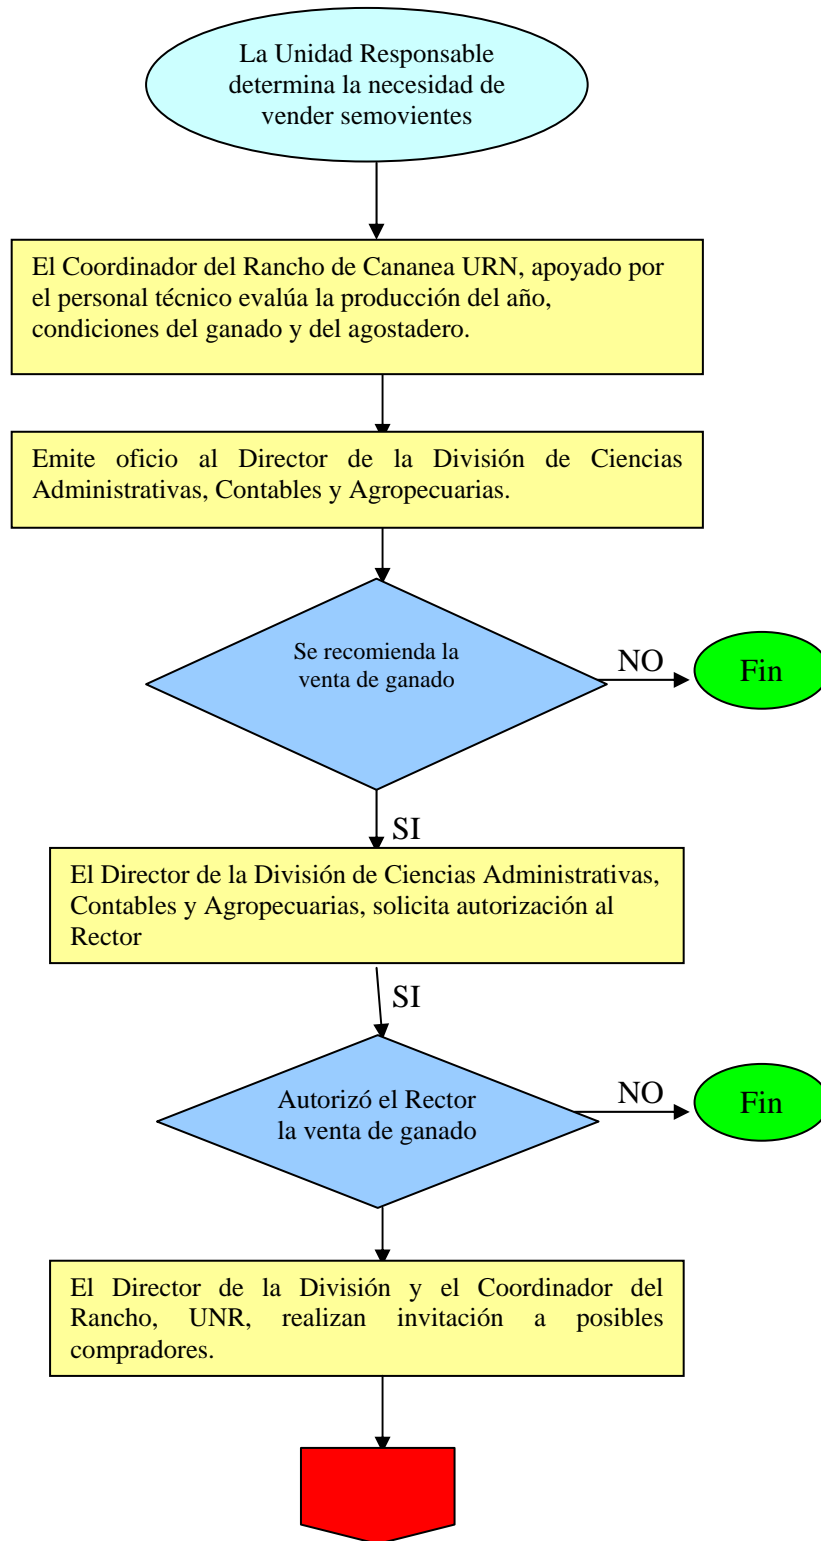 La Unidad Responsable
determina la necesidad de
vender semovientes
El Coordinador del Rancho de Cananea URN, apoyado por
el personal técnico evalúa la producción del año,
condiciones del ganado y del agostadero.
Emite oficio al Director de la División de Ciencias
Administrativas, Contables y Agropecuarias.
Se recomienda la
venta de ganado
NO
Fin
SI
El Director de la División de Ciencias Administrativas,
Contables y Agropecuarias, solicita autorización al
Rector
SI
Autorizó el Rector
la venta de ganado
NO
Fin
El Director de la División y el Coordinador del
Rancho, UNR, realizan invitación a posibles
compradores.